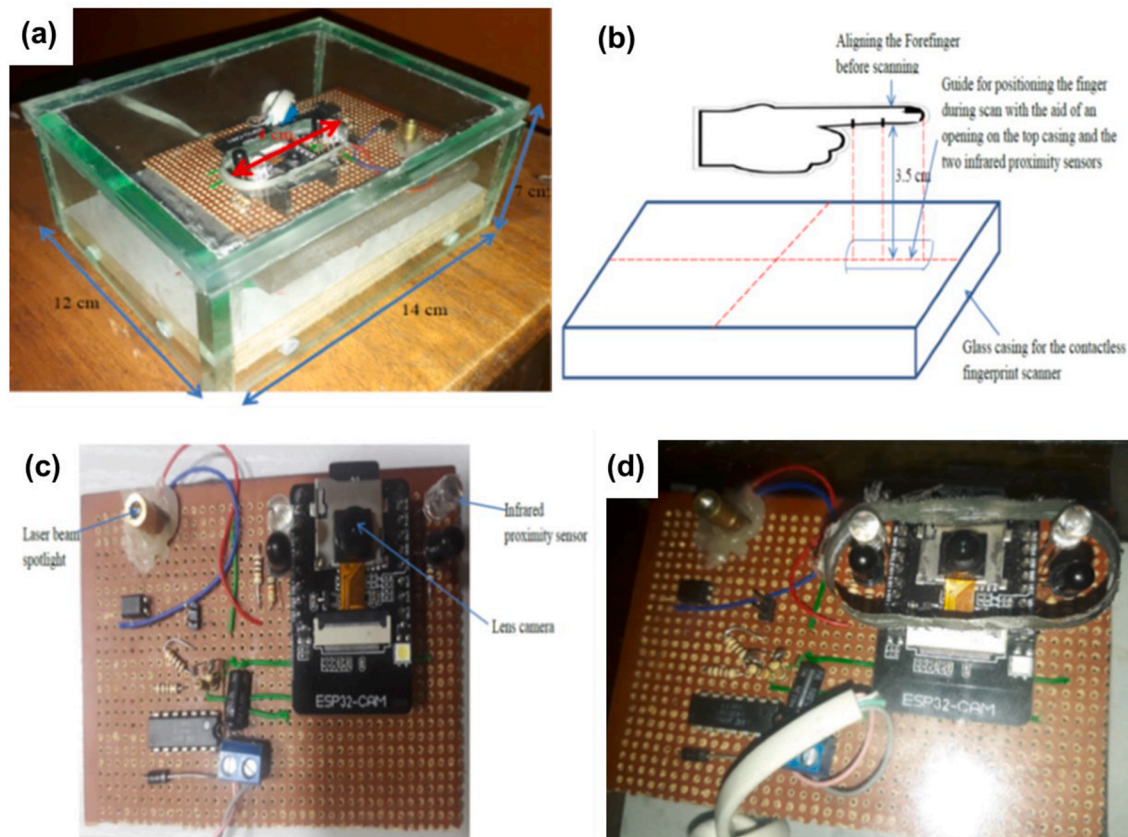 (a)
4 cm
7 cm
12 cm
14 cm
(b)
Aligning the Forefinger
before scanning
Guide for positioning the finger
during scan with the aid of an
opening on the top casing and the
two infrared proximity sensors
3.5 cm
Glass casing for the contactless
fingerprint scanner
(c)
Laser beam
spotlight
Infrared
proximity sensor
Lens camera
ESP32-CAM
(d)
ESP32-CAM